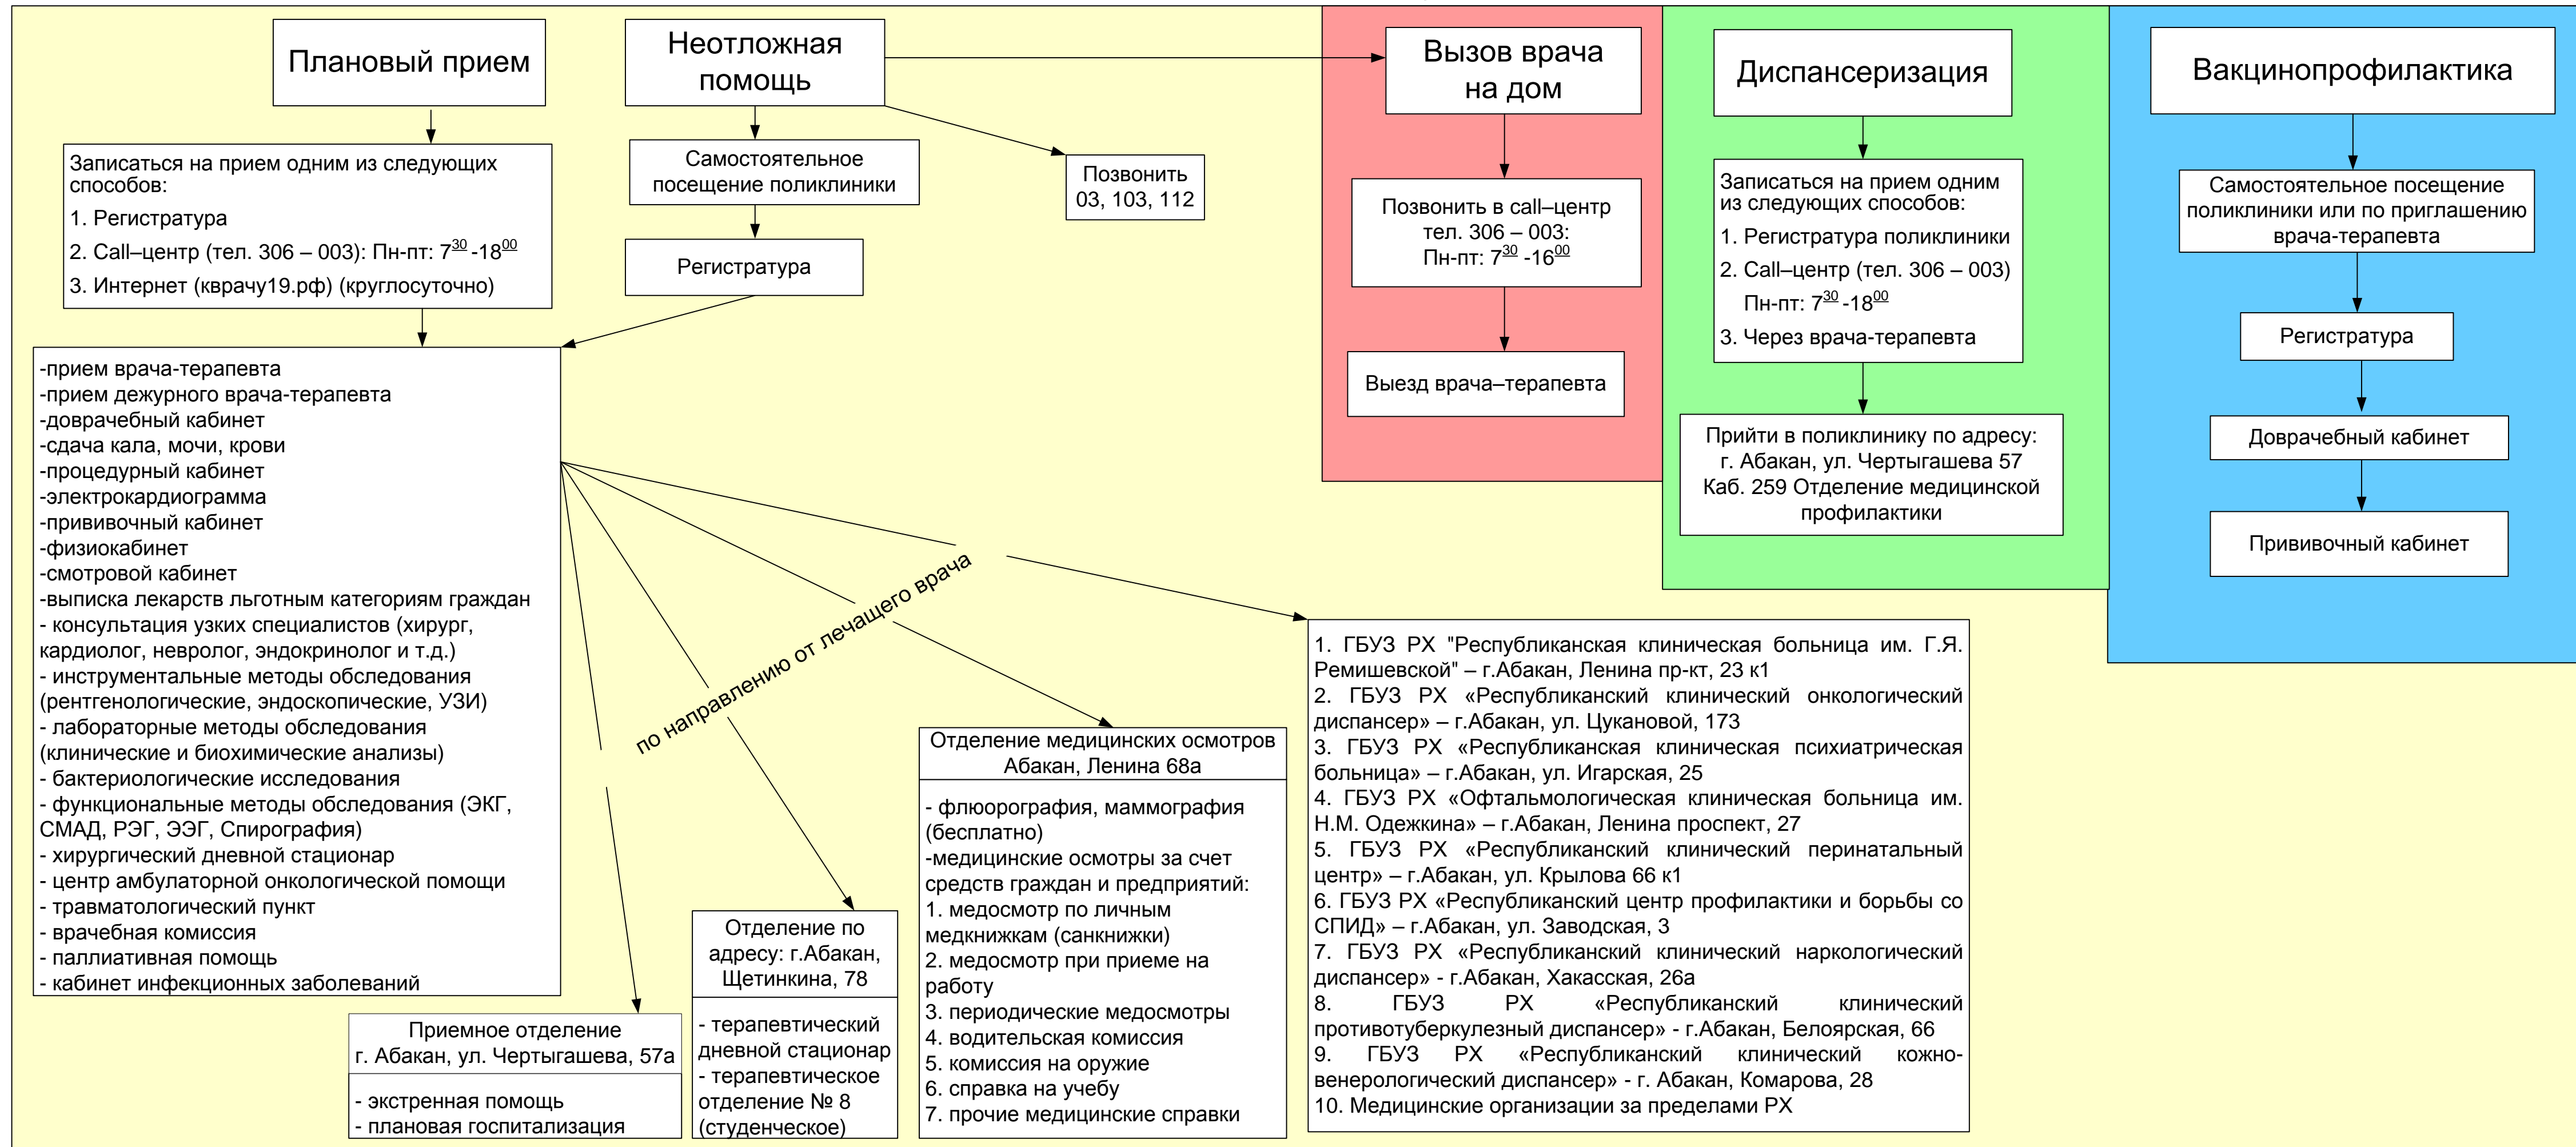 Плановый прием
Записаться на прием одним из следующих
способов:
1. Регистратура
2. Call–центр (тел. 306 – 003): Пн-пт: 730 -1800
3. Интернет (кврачу19.рф) (круглосуточно)
Неотложная
помощь
Самостоятельное
посещение поликлиники
Регистратура
Позвонить
03, 103, 112
-прием врача-терапевта
-прием дежурного врача-терапевта
-доврачебный кабинет
-сдача кала, мочи, крови
-процедурный кабинет
-электрокардиограмма
-прививочный кабинет
-физиокабинет
-смотровой кабинет
-выписка лекарств льготным категориям граждан
- консультация узких специалистов (хирург,
кардиолог, невролог, эндокринолог и т.д.)
- инструментальные методы обследования
(рентгенологические, эндоскопические, УЗИ)
- лабораторные методы обследования
(клинические и биохимические анализы)
- бактериологические исследования
- функциональные методы обследования (ЭКГ,
СМАД, РЭГ, ЭЭГ, Спирография)
- хирургический дневной стационар
- центр амбулаторной онкологической помощи
- травматологический пункт
- врачебная комиссия
- паллиативная помощь
- кабинет инфекционных заболеваний
по направлению от лечащего врача
Приемное отделение
г. Абакан, ул. Чертыгашева, 57а
- экстренная помощь
- плановая госпитализация
Отделение по
адресу: г.Абакан,
Щетинкина, 78
- терапевтический
дневной стационар
- терапевтическое
отделение № 8
(студенческое)
Отделение медицинских осмотров
Абакан, Ленина 68а
- флюорография, маммография
(бесплатно)
-медицинские осмотры за счет
средств граждан и предприятий:
1. медосмотр по личным
медкнижкам (санкнижки)
2. медосмотр при приеме на
работу
3. периодические медосмотры
4. водительская комиссия
5. комиссия на оружие
6. справка на учебу
7. прочие медицинские справки
1. ГБУЗ РХ "Республиканская клиническая больница им. Г.Я.
Ремишевской" – г.Абакан, Ленина пр-кт, 23 к1
2. ГБУЗ РХ «Республиканский клинический онкологический
диспансер» – г.Абакан, ул. Цукановой, 173
3. ГБУЗ РХ «Республиканская клиническая психиатрическая
больница» – г.Абакан, ул. Игарская, 25
4. ГБУЗ РХ «Офтальмологическая клиническая больница им.
Н.М. Одежкина» – г.Абакан, Ленина проспект, 27
5. ГБУЗ РХ «Республиканский клинический перинатальный
центр» – г.Абакан, ул. Крылова 66 к1
6. ГБУЗ РХ «Республиканский центр профилактики и борьбы со
СПИД» – г.Абакан, ул. Заводская, 3
7. ГБУЗ РХ «Республиканский клинический наркологический
диспансер» - г.Абакан, Хакасская, 26а
8. ГБУЗ РХ «Республиканский клинический
противотуберкулезный диспансер» - г.Абакан, Белоярская, 66
9. ГБУЗ РХ «Республиканский клинический кожно-
венерологический диспансер» - г. Абакан, Комарова, 28
10. Медицинские организации за пределами РХ
Вызов врача
на дом
Позвонить в call–центр
тел. 306 – 003:
Пн-пт: 730 -1600
Выезд врача–терапевта
Диспансеризация
Записаться на прием одним
из следующих способов:
1. Регистратура поликлиники
2. Call–центр (тел. 306 – 003)
Пн-пт: 730 -1800
3. Через врача-терапевта
Прийти в поликлинику по адресу:
г. Абакан, ул. Чертыгашева 57
Каб. 259 Отделение медицинской
профилактики
Вакцинопрофилактика
Самостоятельное посещение
поликлиники или по приглашению
врача-терапевта
Регистратура
Доврачебный кабинет
Прививочный кабинет